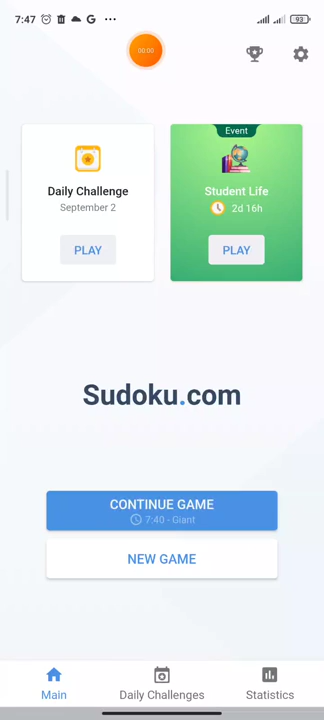 7:47
93
00:00
Event
Daily Challenge
September 2
PLAY
Student Life
2d 16h
PLAY
Sudoku.com
CONTINUE GAME
7:40 - Giant
NEW GAME
Main
Daily Challenges
Statistics